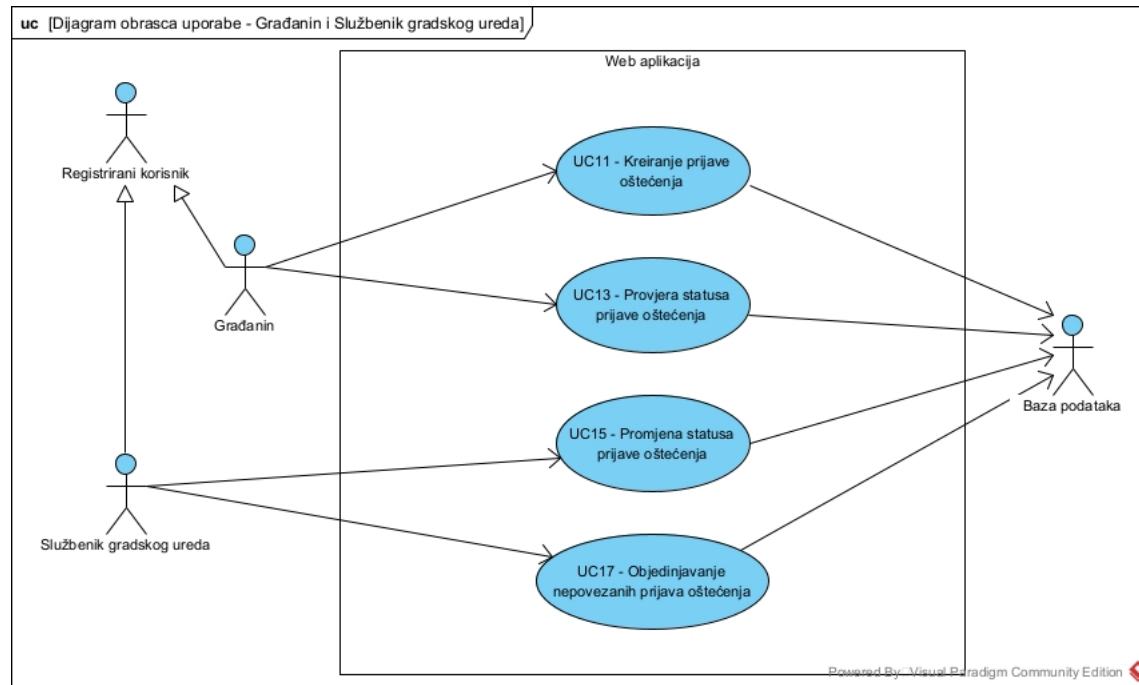 uc [Dijagram obrasca uporabe - Građanin i Službenik gradskog ureda]
Web aplikacija
Registrirani korisnik
UC11 - Kreiranje prijave
oštećenja
Građanin
UC13 - Provjera statusa
prijave oštećenja
Baza podataka
UC15 - Promjena statusa
prijave oštećenja
Službenik gradskog ureda
UC17 - Objedinjavanje
nepovezanih prijava oštećenja
Powered By Visual Paradigm Community Edition